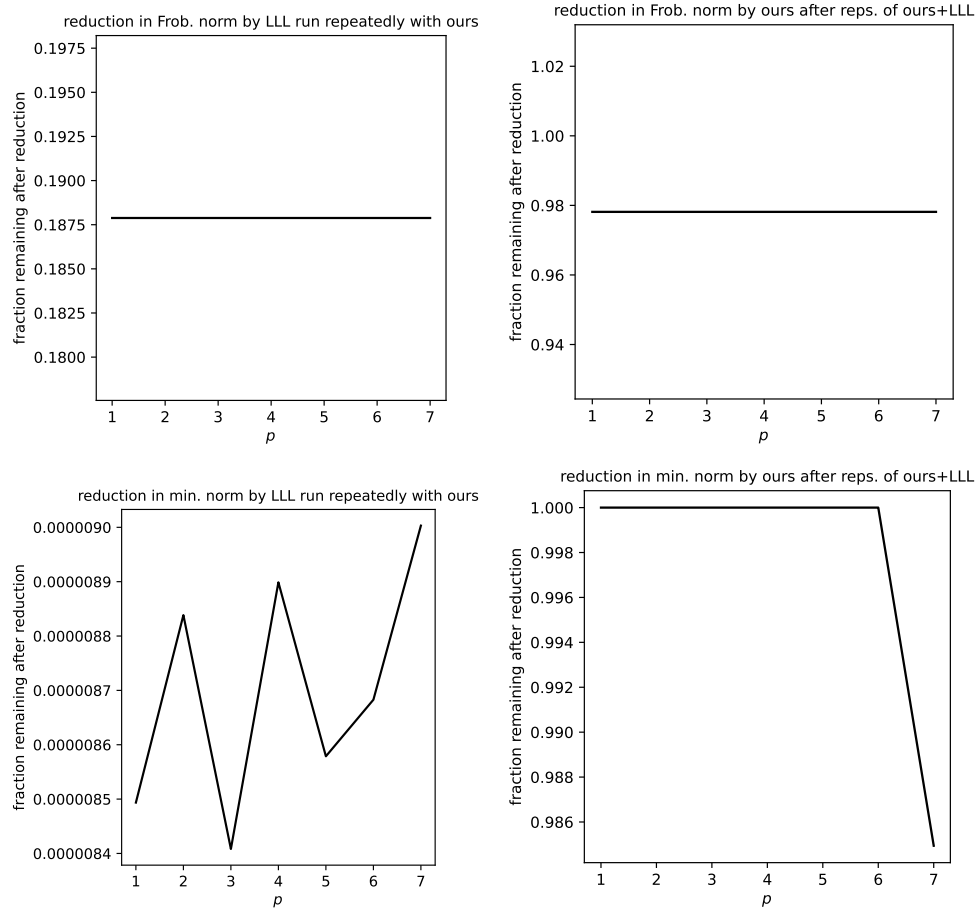 reduction in Frob. norm by LLL run repeatedly with ours
fraction remaining after reduction
0.1975
0.1950
0.1925
0.1900
0.1875
0.1850
0.1825
0.1800
1 2 3 4 5 6 7
p
reduction in Frob. norm by ours after reps. of ours+LLL
fraction remaining after reduction
1.02
1.00
0.98
0.96
0.94
1 2 3 4 5 6 7
p
reduction in min. norm by LLL run repeatedly with ours
fraction remaining after reduction
0.0000090
0.0000089
0.0000088
0.0000087
0.0000086
0.0000085
0.0000084
1 2 3 4 5 6 7
p
reduction in min. norm by ours after reps. of ours+LLL
fraction remaining after reduction
1.000
0.998
0.996
0.994
0.992
0.990
0.988
0.986
1 2 3 4 5 6 7
p